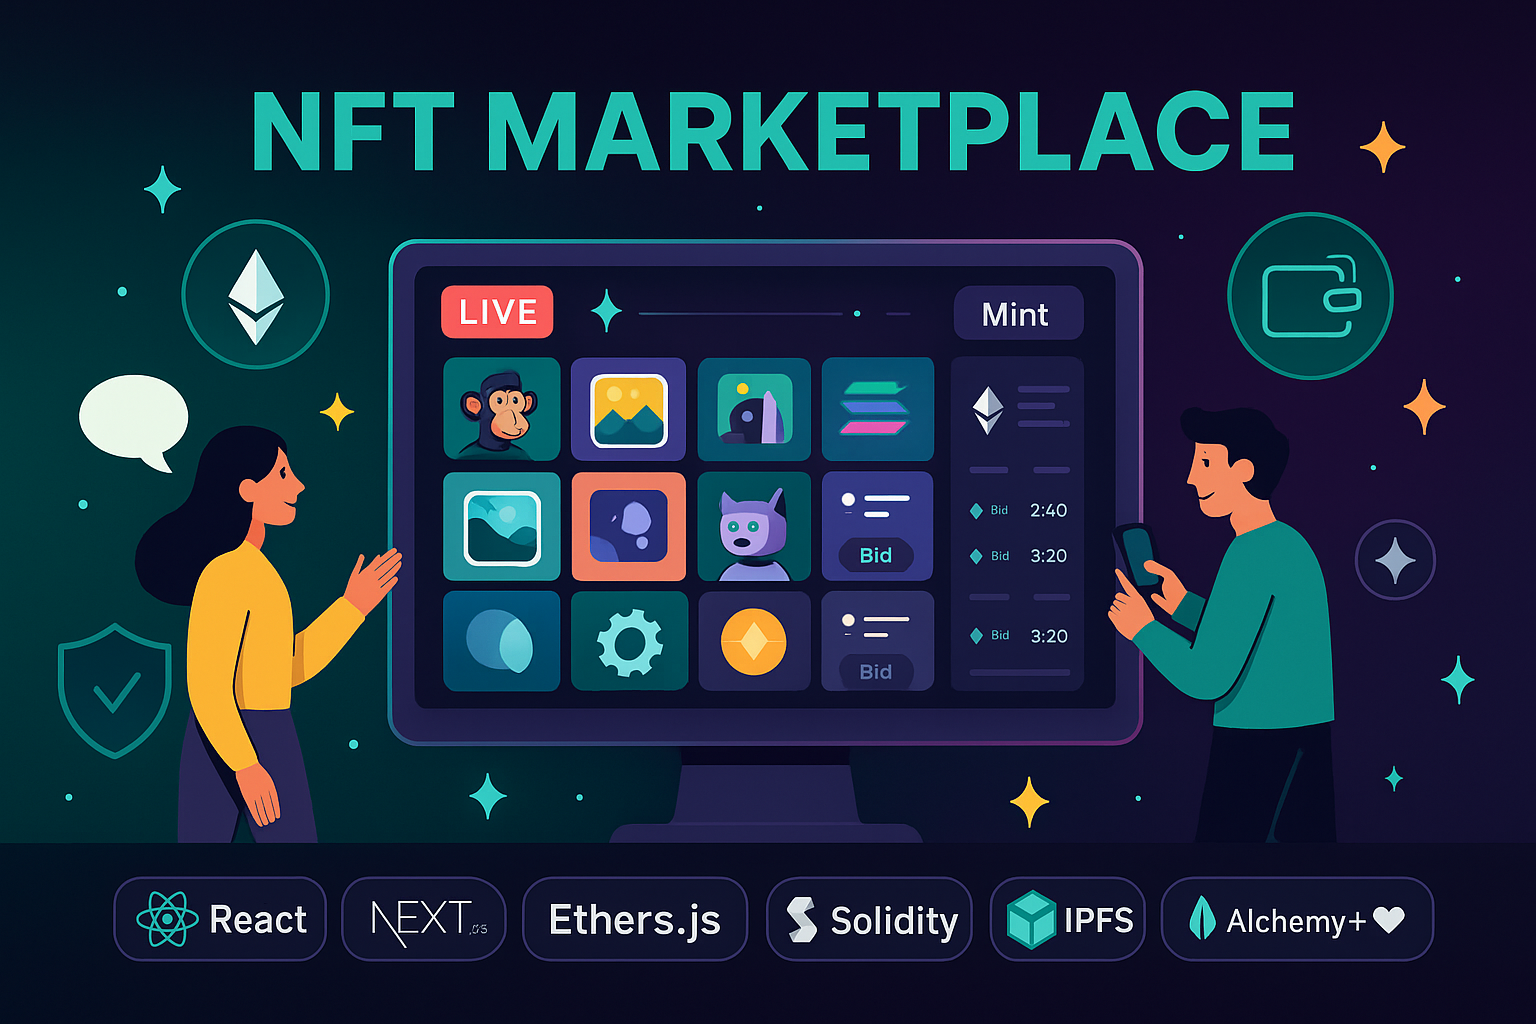 NFT MARKETPLACE
LIVE
Mint
Bid 2:40
Bid
Bid 3:20
Bid 3:20
Bid
React
NEXT.JS
Ethers.js
Solidity
IPFS
Alchemy+